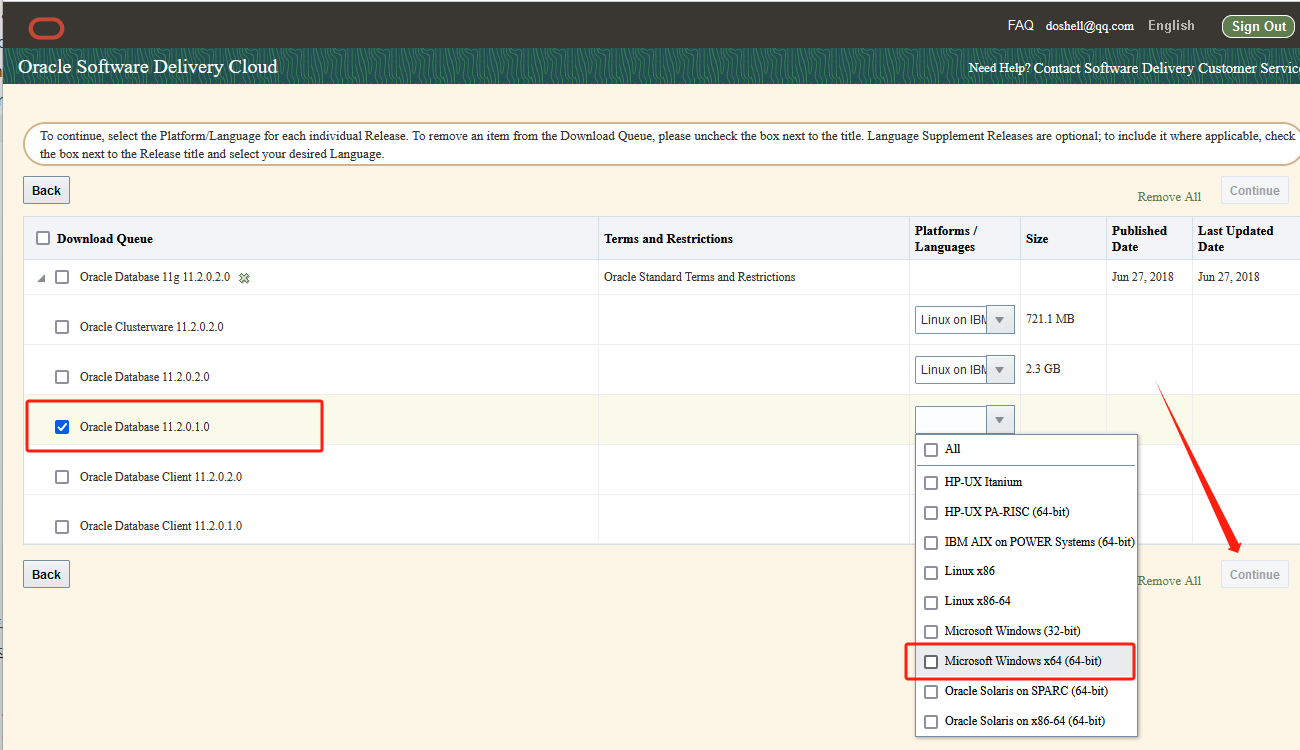 FAQ doshell@qq.com English Sign Out
Oracle Software Delivery Cloud
Need Help? Contact Software Delivery Customer Servic
To continue, select the Platform/Language for each individual Release. To remove an item from the Download Queue, please uncheck the box next to the title. Language Supplement Releases are optional; to include it where applicable, check
the box next to the Release title and select your desired Language.
Back
Remove All Continue
Download Queue
Terms and Restrictions
Platforms /
Languages
Size
Published
Date
Last Updated
Date
Oracle Database 11g 11.2.0.2.0 Oracle Standard Terms and Restrictions Jun 27, 2018 Jun 27, 2018
Oracle Clusterware 11.2.0.2.0 Linux on IBM 721.1 MB
Oracle Database 11.2.0.2.0 Linux on IBM 2.3 GB
Oracle Database 11.2.0.1.0
Oracle Database Client 11.2.0.2.0
Oracle Database Client 11.2.0.1.0
All
HP-UX Itanium
HP-UX PA-RISC (64-bit)
IBM AIX on POWER Systems (64-bit)
Linux x86
Linux x86-64
Microsoft Windows (32-bit)
Microsoft Windows x64 (64-bit)
Oracle Solaris on SPARC (64-bit)
Oracle Solaris on x86-64 (64-bit)
Back
Remove All Continue